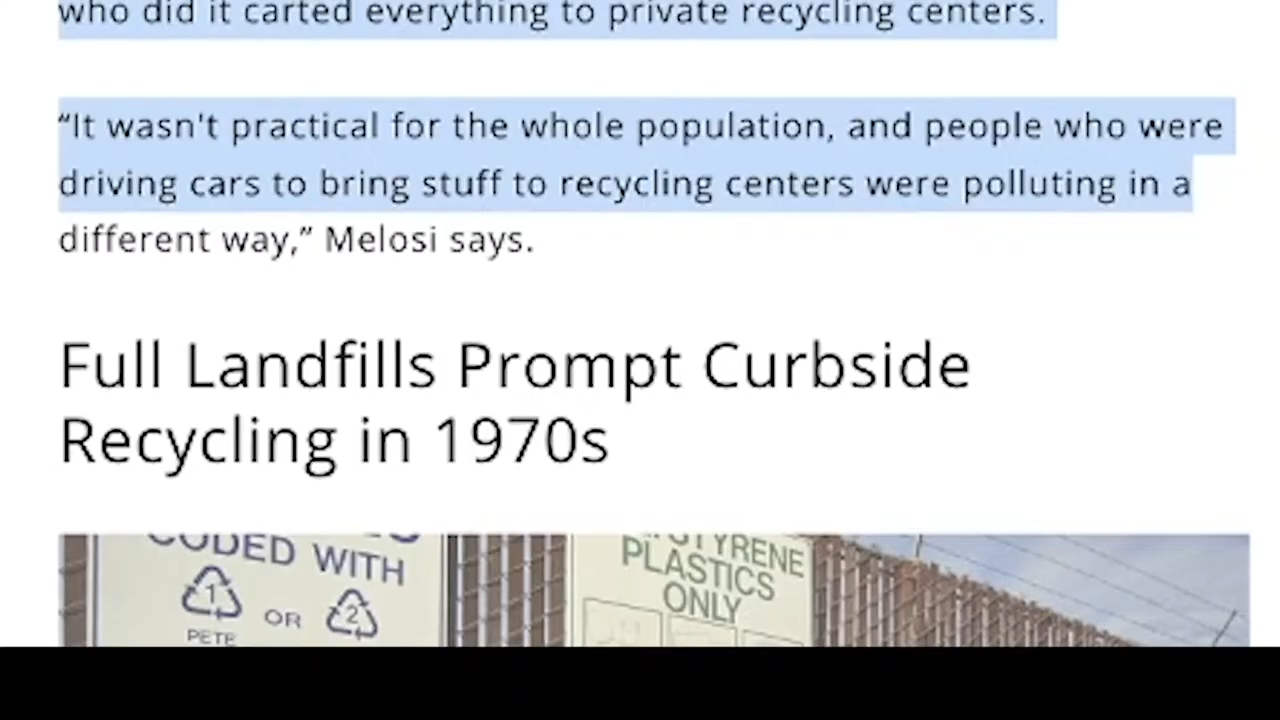 who did it carted everything to private recycling centers.
“It wasn't practical for the whole population, and people who were
driving cars to bring stuff to recycling centers were polluting in a
different way,” Melosi says.
Full Landfills Prompt Curbside
Recycling in 1970s
CODED WITH
1 OR 2
PETE
PLASTICS
ONLY